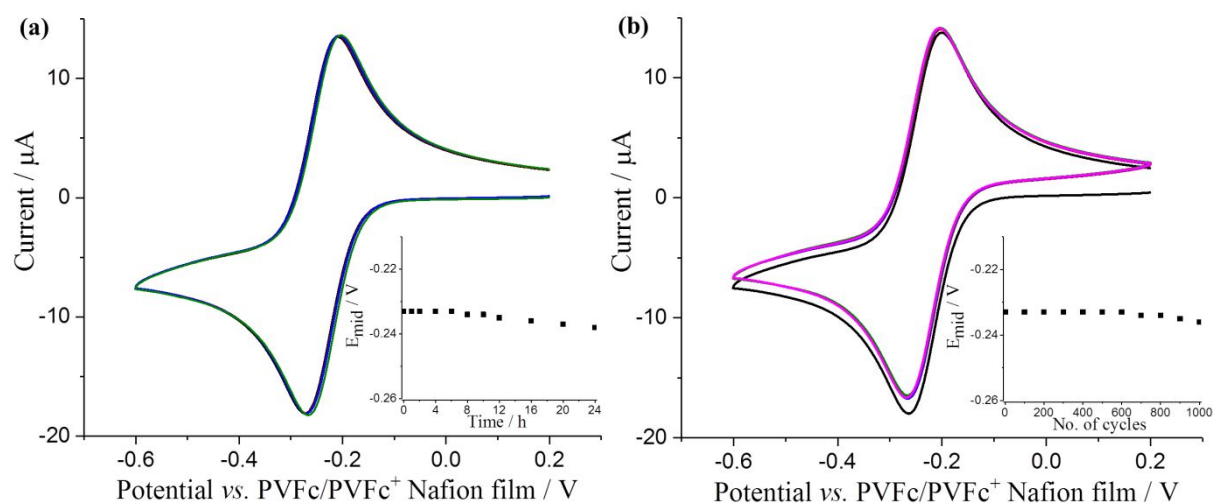 (a)
Current / µA
10
0
-10
-20
-0.6
-0.4
-0.2
0.0
0.2
Potential vs. PVFc/PVFc⁺ Nafion film / V
E_mid / V
-0.22
-0.24
-0.26
0 4 8 12 16 20 24
Time / h
(b)
Current / µA
10
0
-10
-20
-0.6
-0.4
-0.2
0.0
0.2
Potential vs. PVFc/PVFc⁺ Nafion film / V
E_mid / V
-0.22
-0.24
-0.26
0 200 400 600 800 1000
No. of cycles